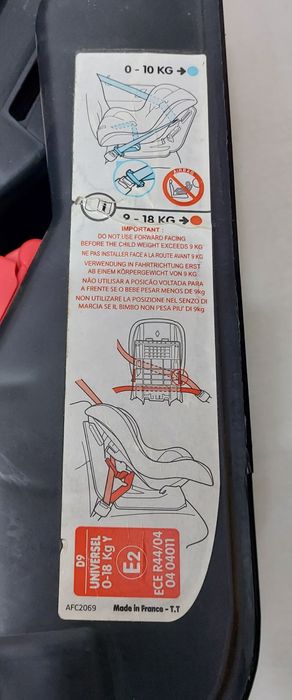 0 - 10 KG
AIRBAG
9 - 18 KG
IMPORTANT :
DO NOT USE FORWARD FACING
BEFORE THE CHILD WEIGHT EXCEEDS 9 KG
NE PAS INSTALLER FACE A LA ROUTE AVANT 9 KG
VERWENDUNG IN FAHRTRICHTUNG ERST
AB EINEM KÖRPERGEWICHT VON 9 KG
NÃO UTILISAR A POSICÃO VOLTADA PARA
A FRENTE SE O BEBE PESAR MENOS DE 9kg
NON UTILIZZARE LA POSIZIONE NEL SENZO DI
MARCIA SE IL BIMBO NON PESA PIU' DI 9kg
D9
UNIVERSEL
0-18 Kg Y
E2
ECE R44/04
04 04011
AFC2069
Made in France - T.T